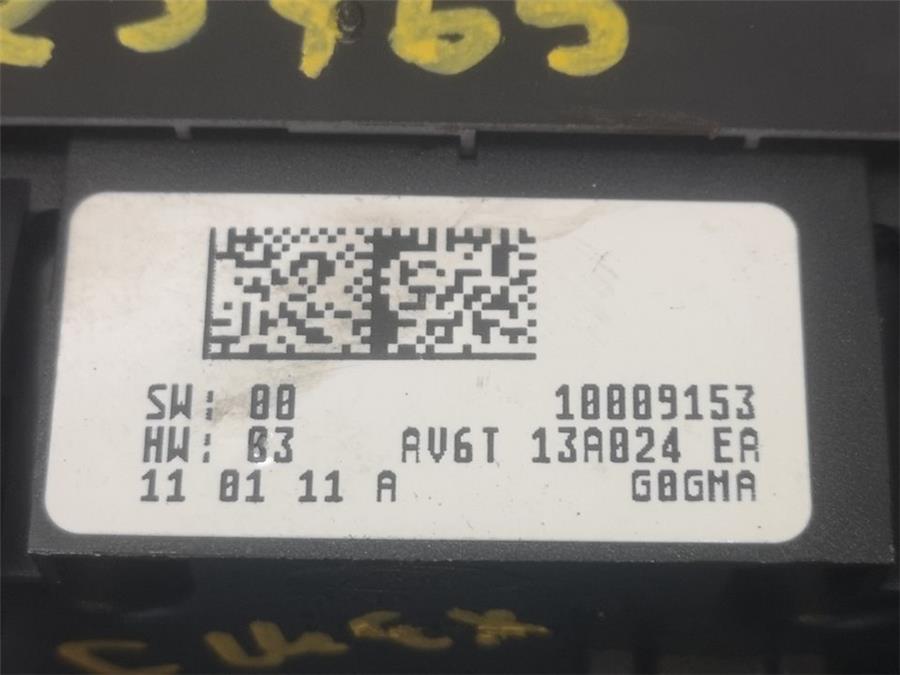 SW: 00 10009153
HW: 03 AV6T 13A024 EA
11 01 11 A G0GMA